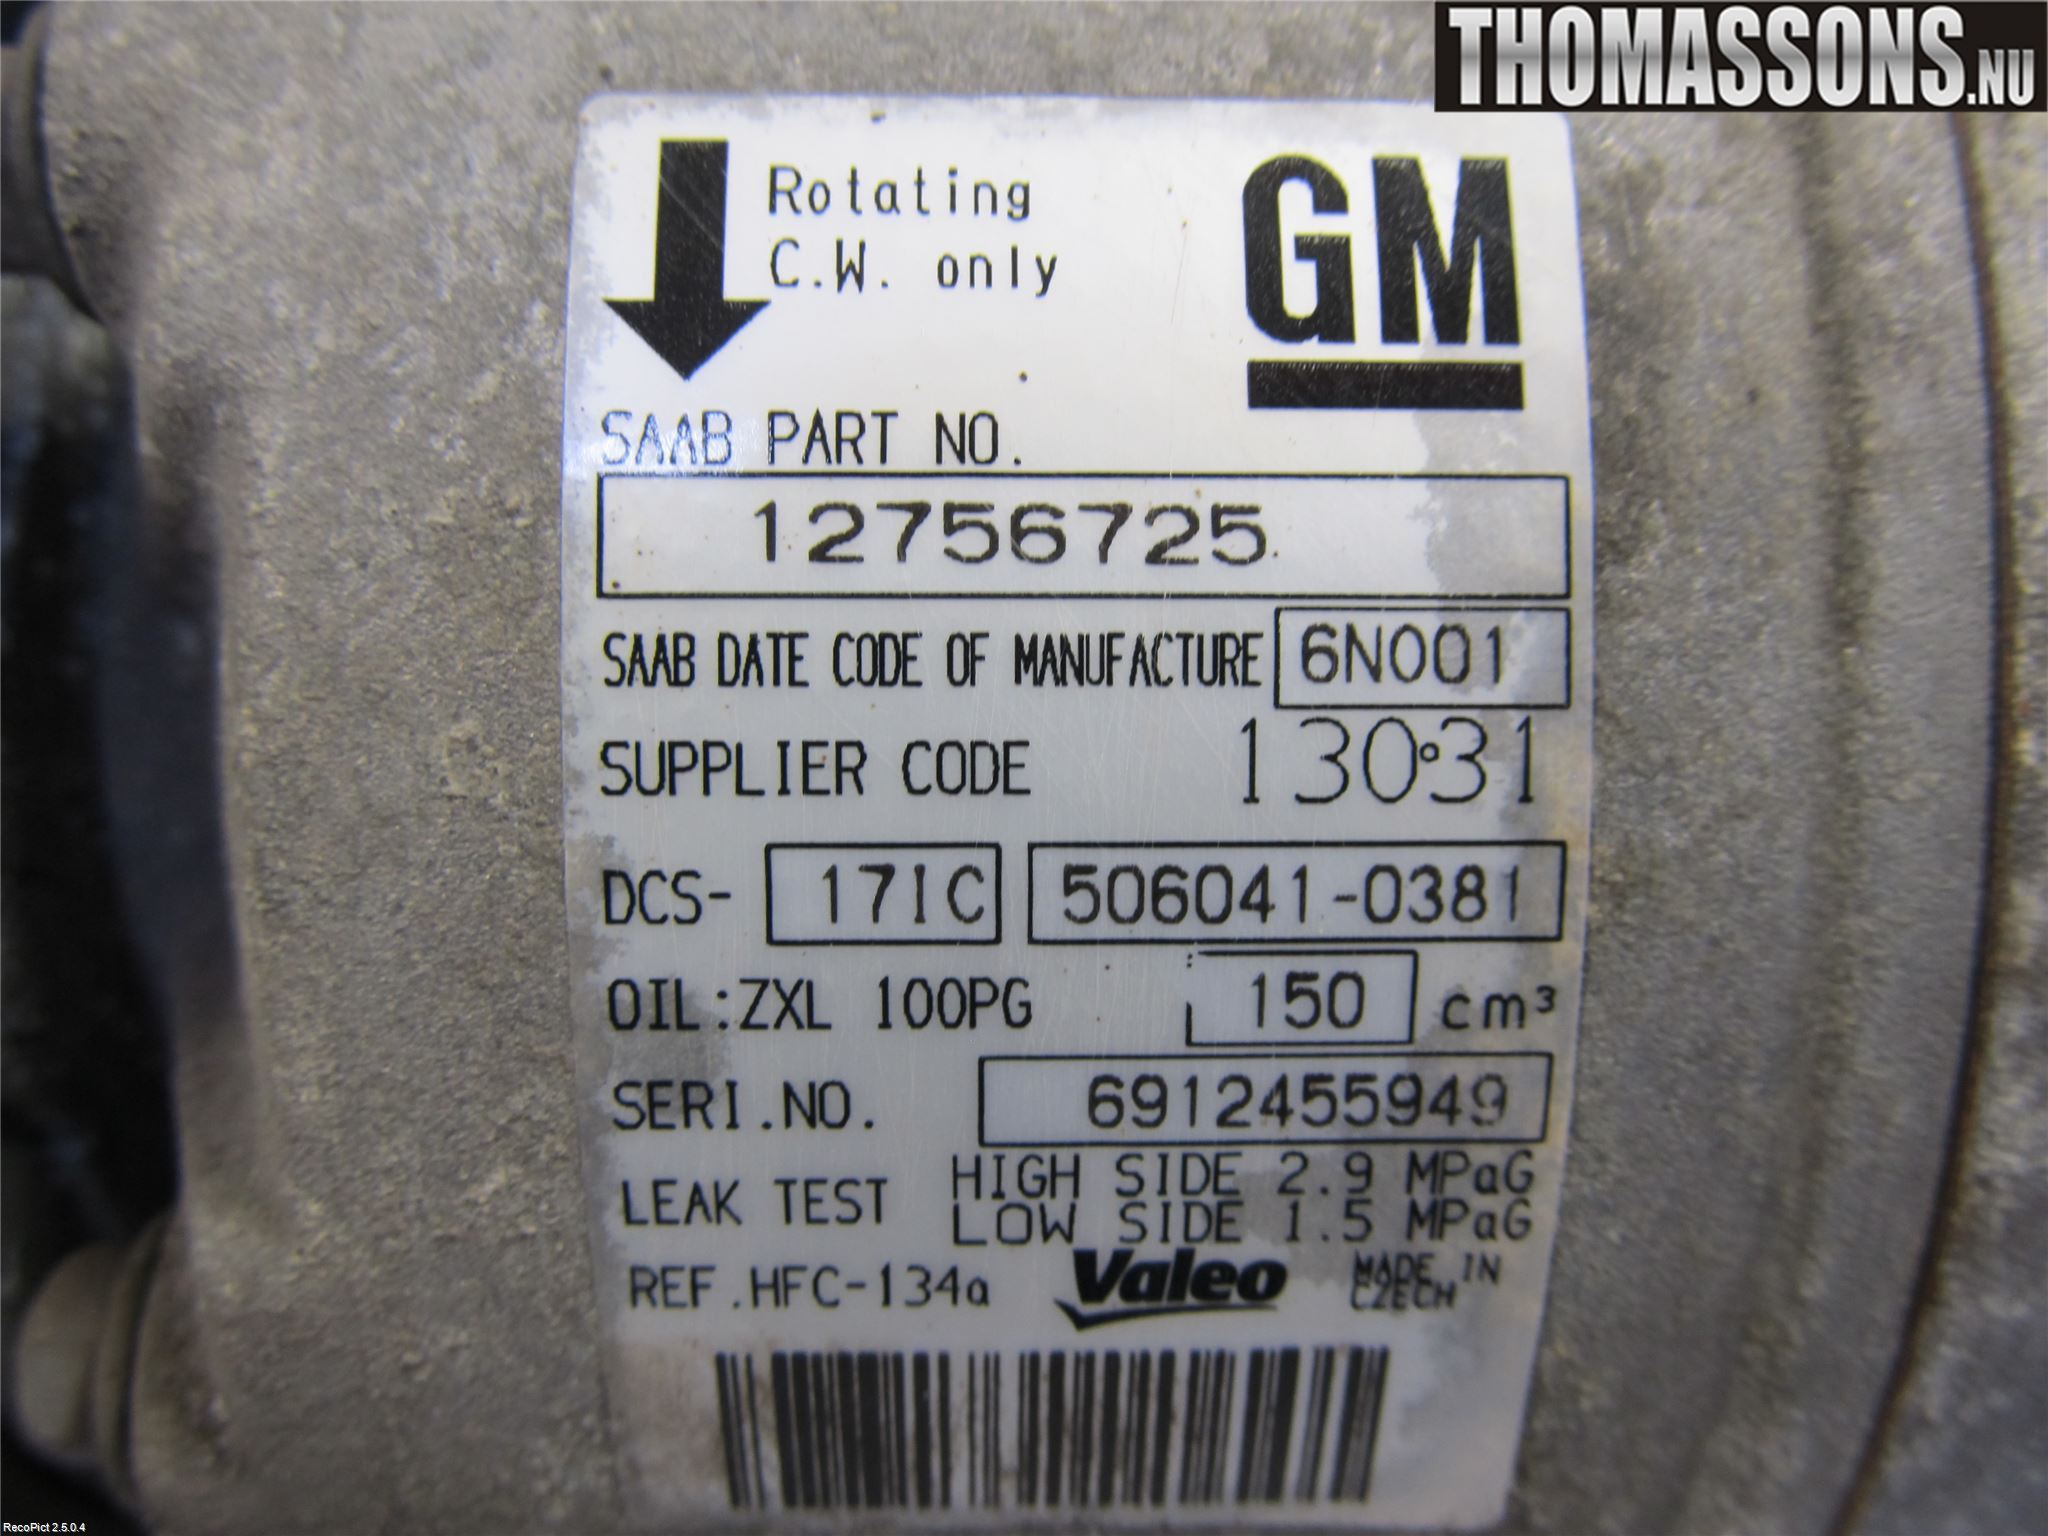 THOMASSONS.NU
Rotating
C.W. only
GM
SAAB PART NO.
12756725
SAAB DATE CODE OF MANUFACTURE 6N001
SUPPLIER CODE 13031
DCS- 17IC 506041-0381
OIL:ZXL 100PG 150 cm³
SERI.NO. 6912455949
LEAK TEST HIGH SIDE 2.9 MPaG
LOW SIDE 1.5 MPaG
REF.HFC-134a Valeo MADE IN
CZECH
RecoPict 2.5.0.4